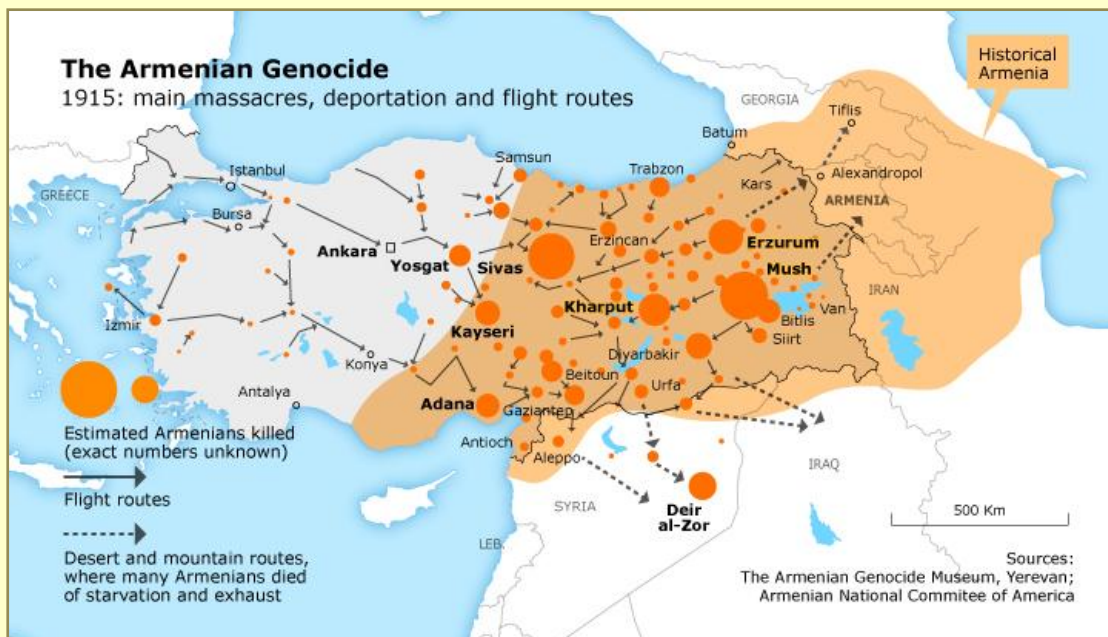 The Armenian Genocide
1915: main massacres, deportation and flight routes
Historical
Armenia
GEORGIA
Tiflis
Batum
Samsun
Trabzon
Kars
Alexandropol
ARMENIA
GREECE
Istanbul
Bursa
Ankara
Yosgat
Sivas
Erzincan
Erzurum
Mush
Kharput
IRAN
Van
Bitlis
Siirt
Izmir
Kayseri
Diyarbakir
Konya
Beitoun
Urfa
Antalya
Adana
Gaziantep
Antioch
Aleppo
IRAQ
SYRIA
Deir
al-Zor
LEB.
500 Km
Estimated Armenians killed
(exact numbers unknown)
Flight routes
Desert and mountain routes,
where many Armenians died
of starvation and exhaust
Sources:
The Armenian Genocide Museum, Yerevan;
Armenian National Commitee of America